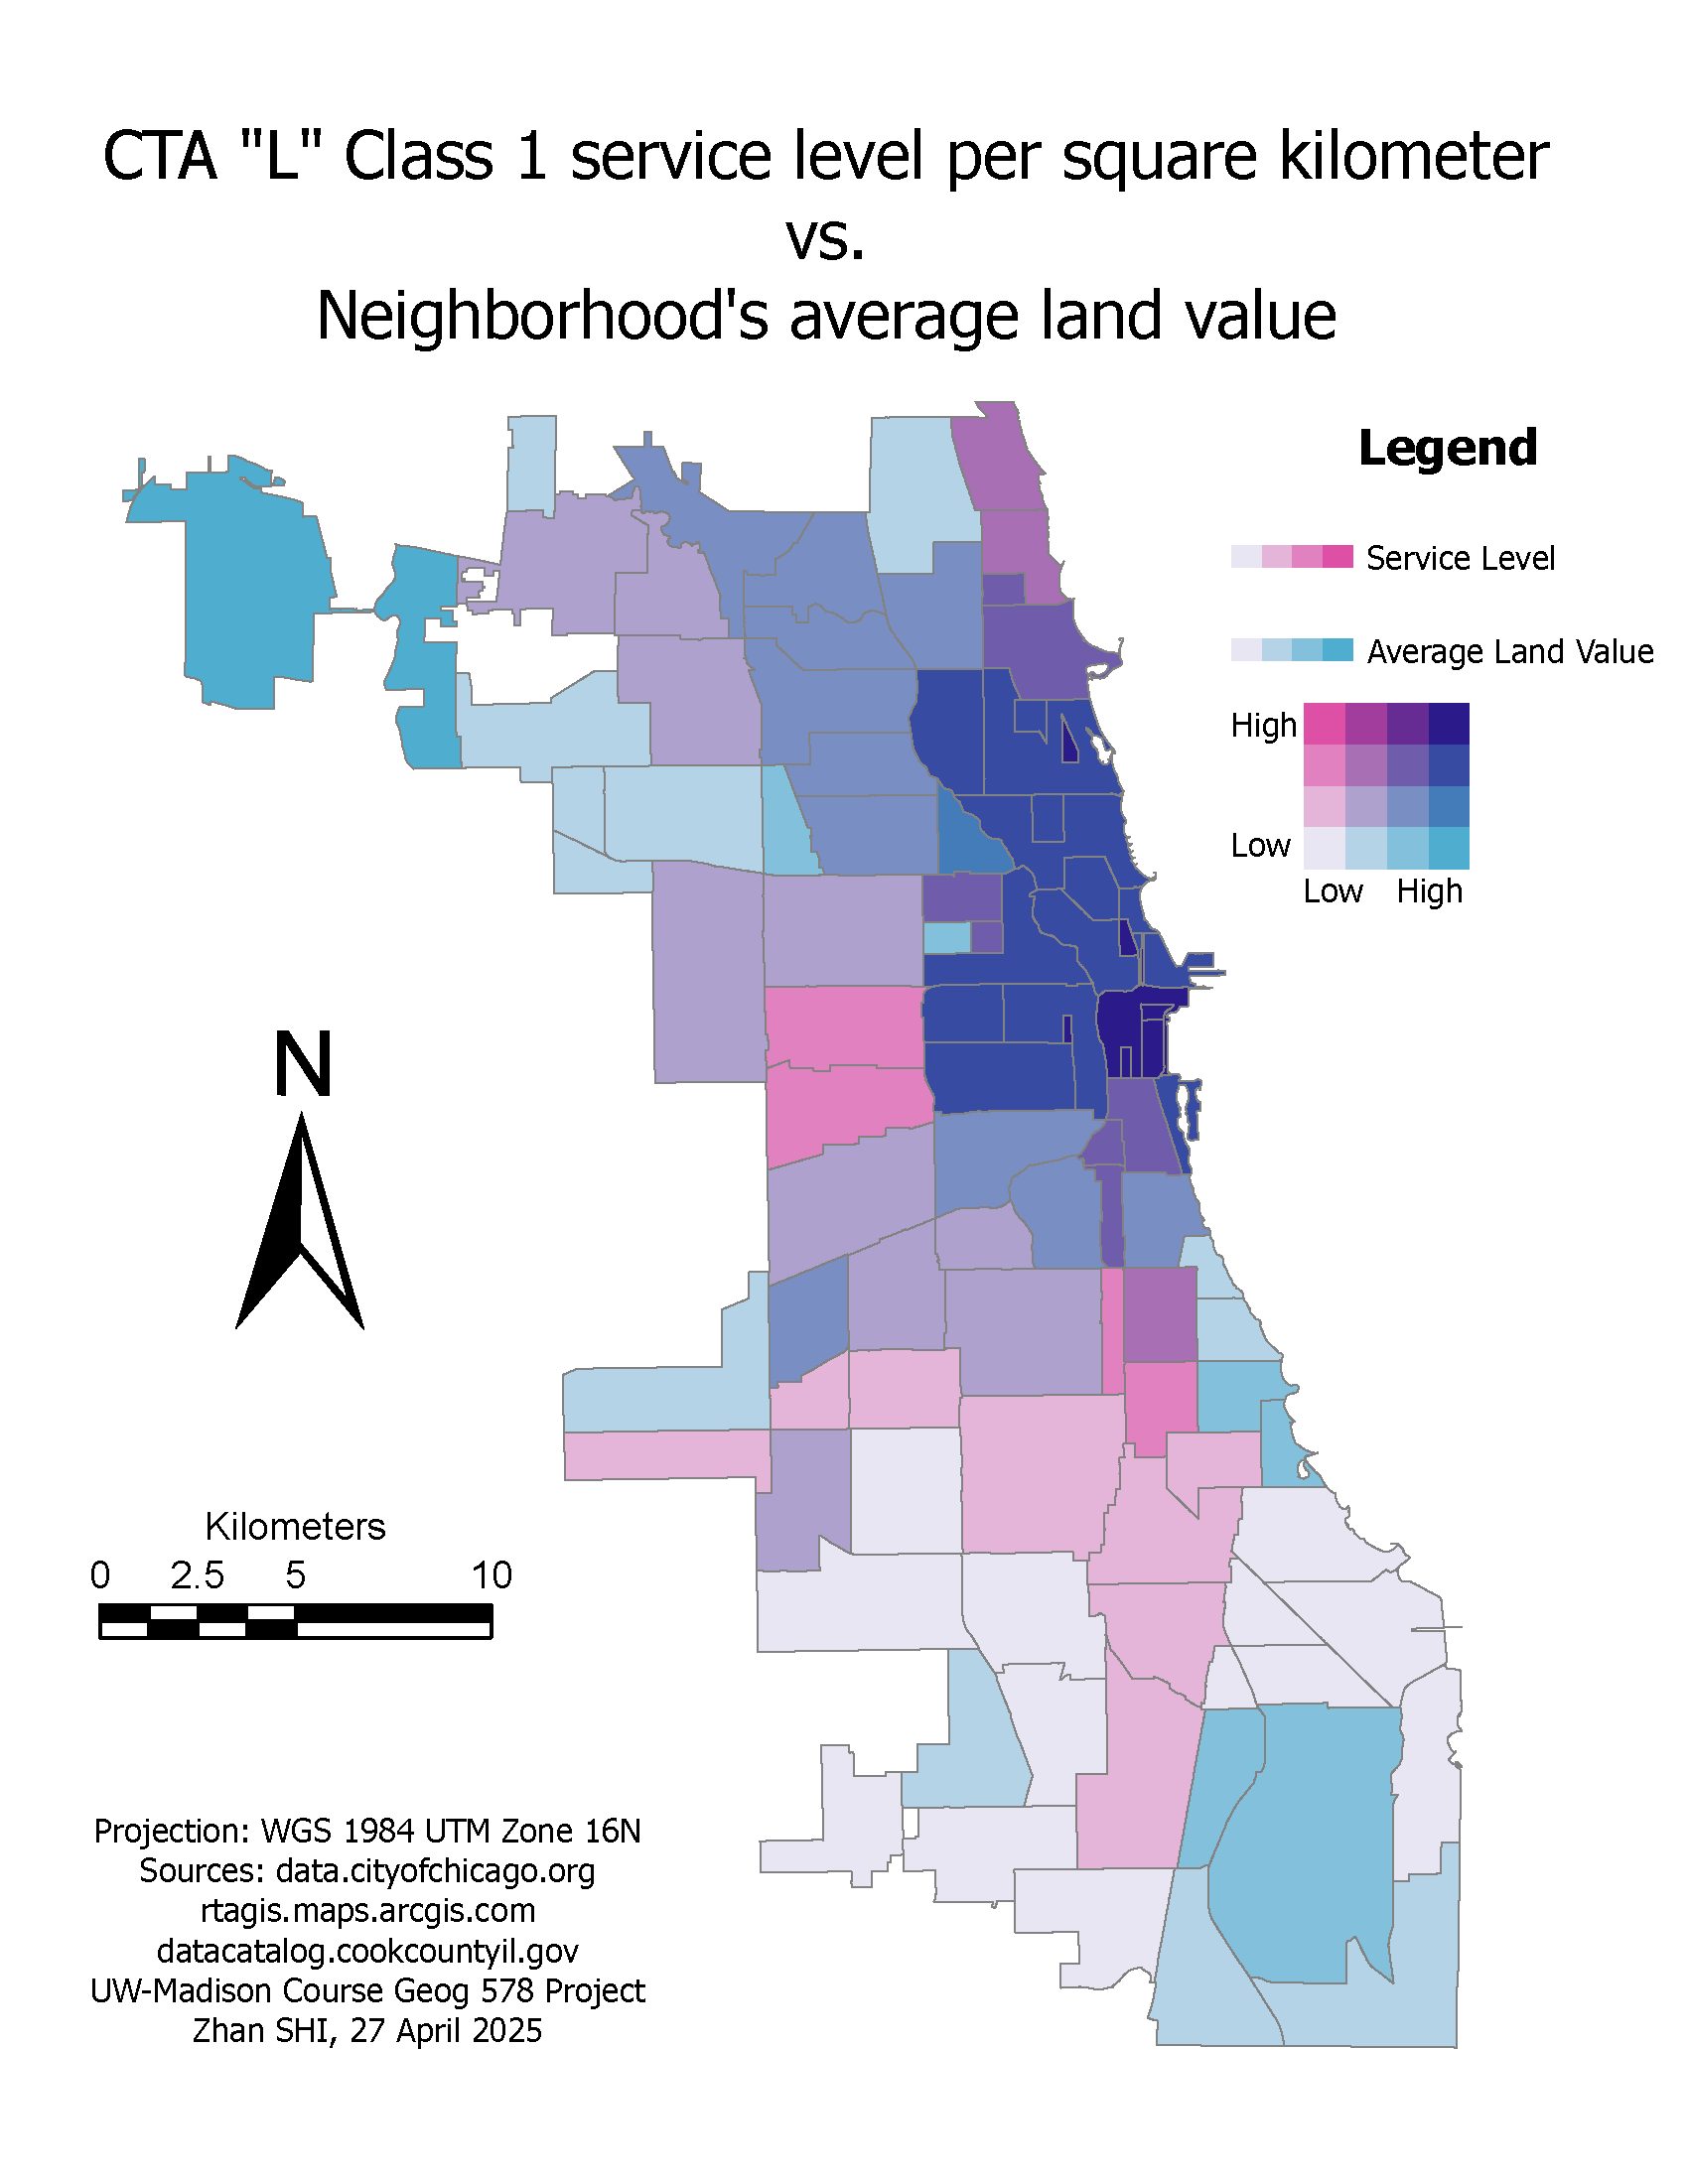 CTA "L" Class 1 service level per square kilometer
vs.
Neighborhood's average land value
Legend
Service Level
Average Land Value
High
Low
Low High
N
Kilometers
0 2.5 5 10
Projection: WGS 1984 UTM Zone 16N
Sources: data.cityofchicago.org
rtagis.maps.arcgis.com
datacatalog.cookcountyil.gov
UW-Madison Course Geog 578 Project
Zhan SHI, 27 April 2025